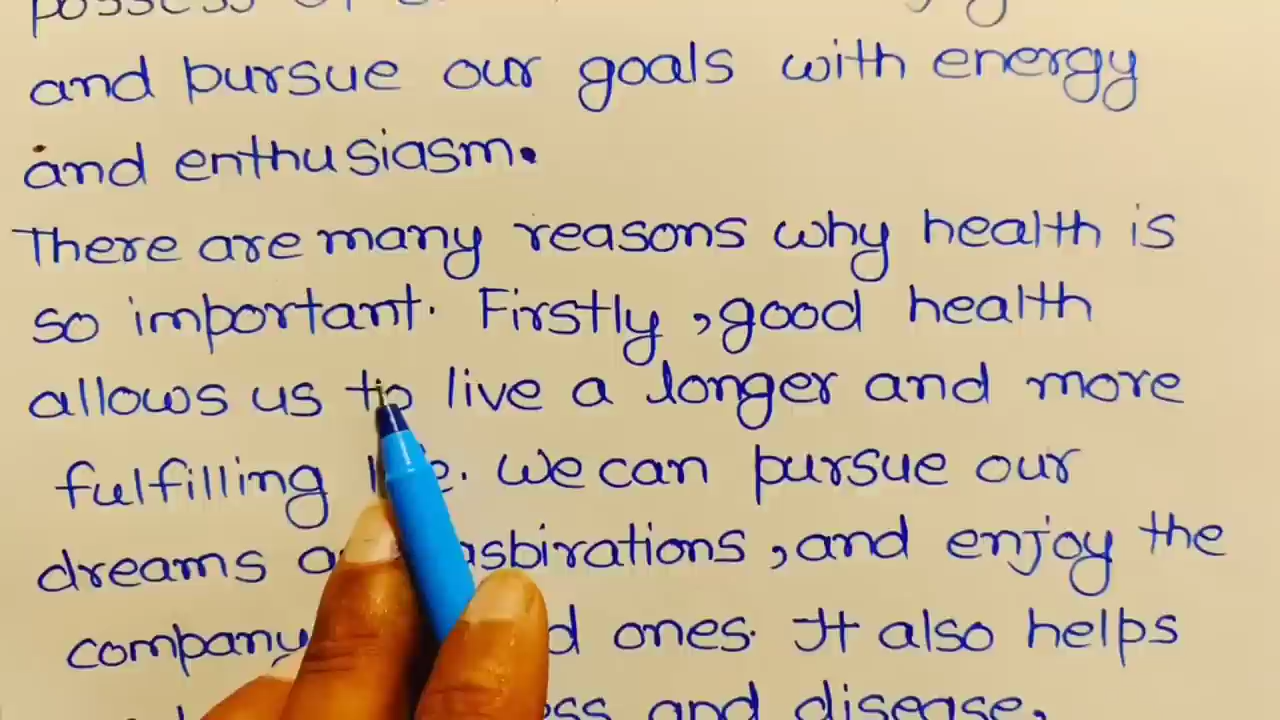 possess
and pursue our goals with energy
and enthusiasm.
There are many reasons why health is
so important. Firstly, good health
allows us to live a longer and more
fulfilling We can pursue our
dreams asbirations, and enjoy the
company ones. It also helps
and disease,